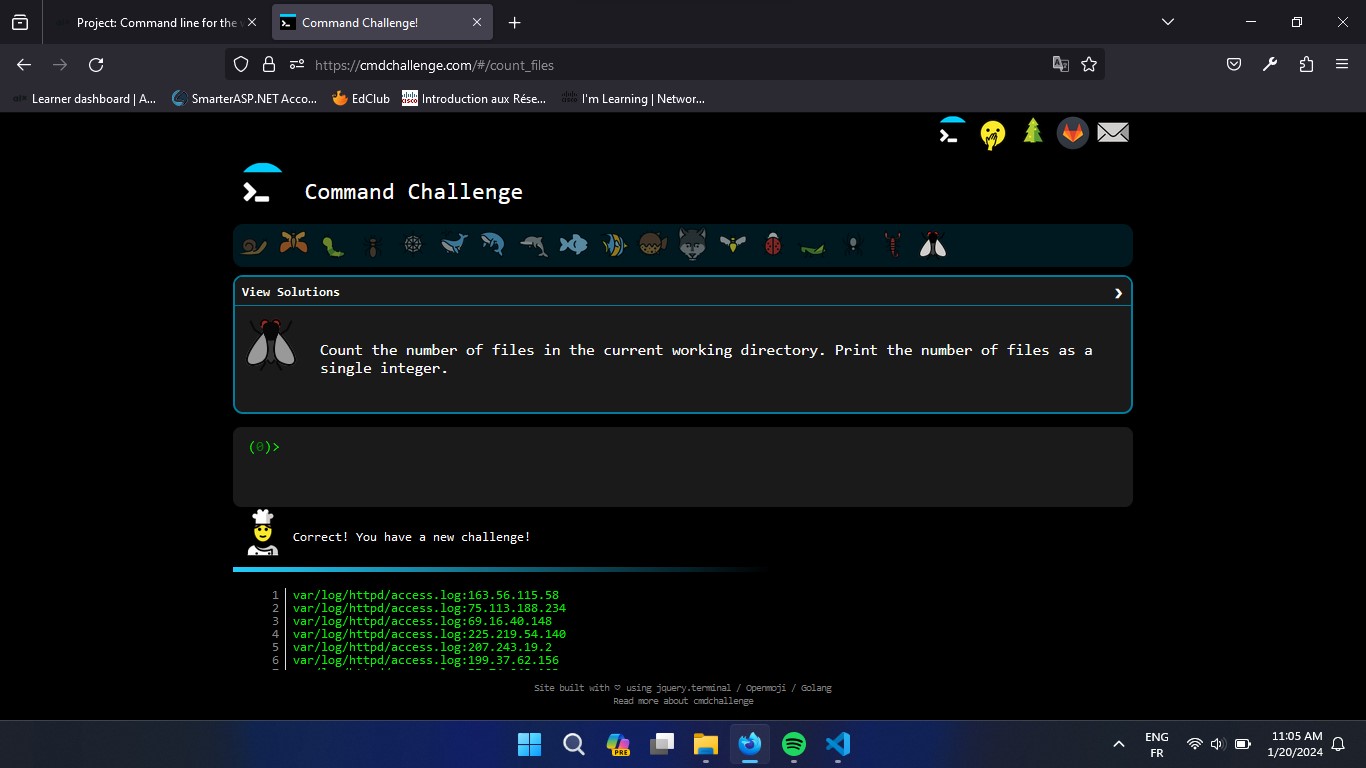 Project: Command line for the
Command Challenge!
https://cmdchallenge.com/#/count_files
Learner dashboard | A...
SmarterASP.NET Acco...
EdClub
Introduction aux Rése...
I'm Learning | Networ...
Command Challenge
View Solutions
Count the number of files in the current working directory. Print the number of files as a
single integer.
(0)>
Correct! You have a new challenge!
1 var/log/httpd/access.log:163.56.115.58
2 var/log/httpd/access.log:75.113.188.234
3 var/log/httpd/access.log:69.16.40.148
4 var/log/httpd/access.log:225.219.54.140
5 var/log/httpd/access.log:207.243.19.2
6 var/log/httpd/access.log:199.37.62.156
Site built with ♡ using jquery.terminal / Openmoji / Golang
Read more about cmdchallenge
PRE
ENG
FR
11:05 AM
1/20/2024